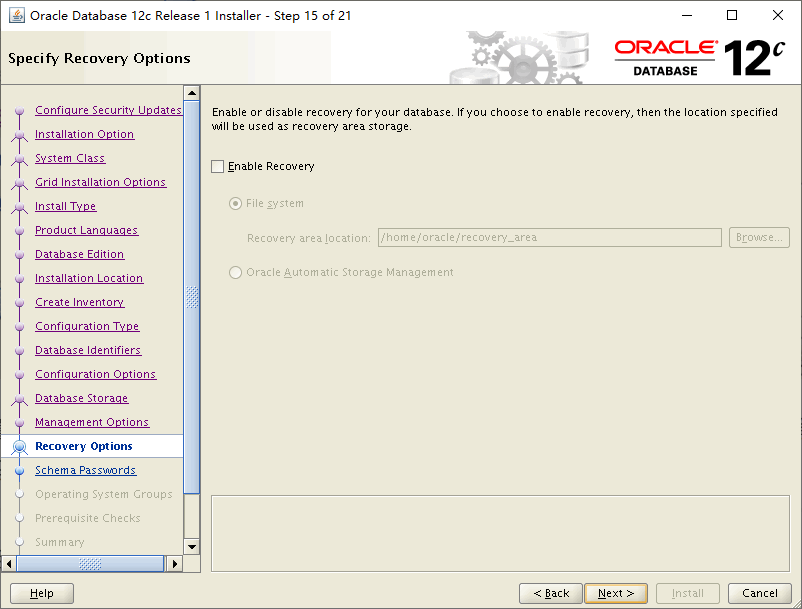 Oracle Database 12c Release 1 Installer - Step 15 of 21
Specify Recovery Options
ORACLE
DATABASE
12c
Configure Security Updates
Installation Option
System Class
Grid Installation Options
Install Type
Product Languages
Database Edition
Installation Location
Create Inventory
Configuration Type
Database Identifiers
Configuration Options
Database Storage
Management Options
Recovery Options
Schema Passwords
Operating System Groups
Prerequisite Checks
Summary
Enable or disable recovery for your database. If you choose to enable recovery, then the location specified
will be used as recovery area storage.
Enable Recovery
File system
Recovery area location: /home/oracle/recovery_area Browse...
Oracle Automatic Storage Management
Help < Back Next > Install Cancel